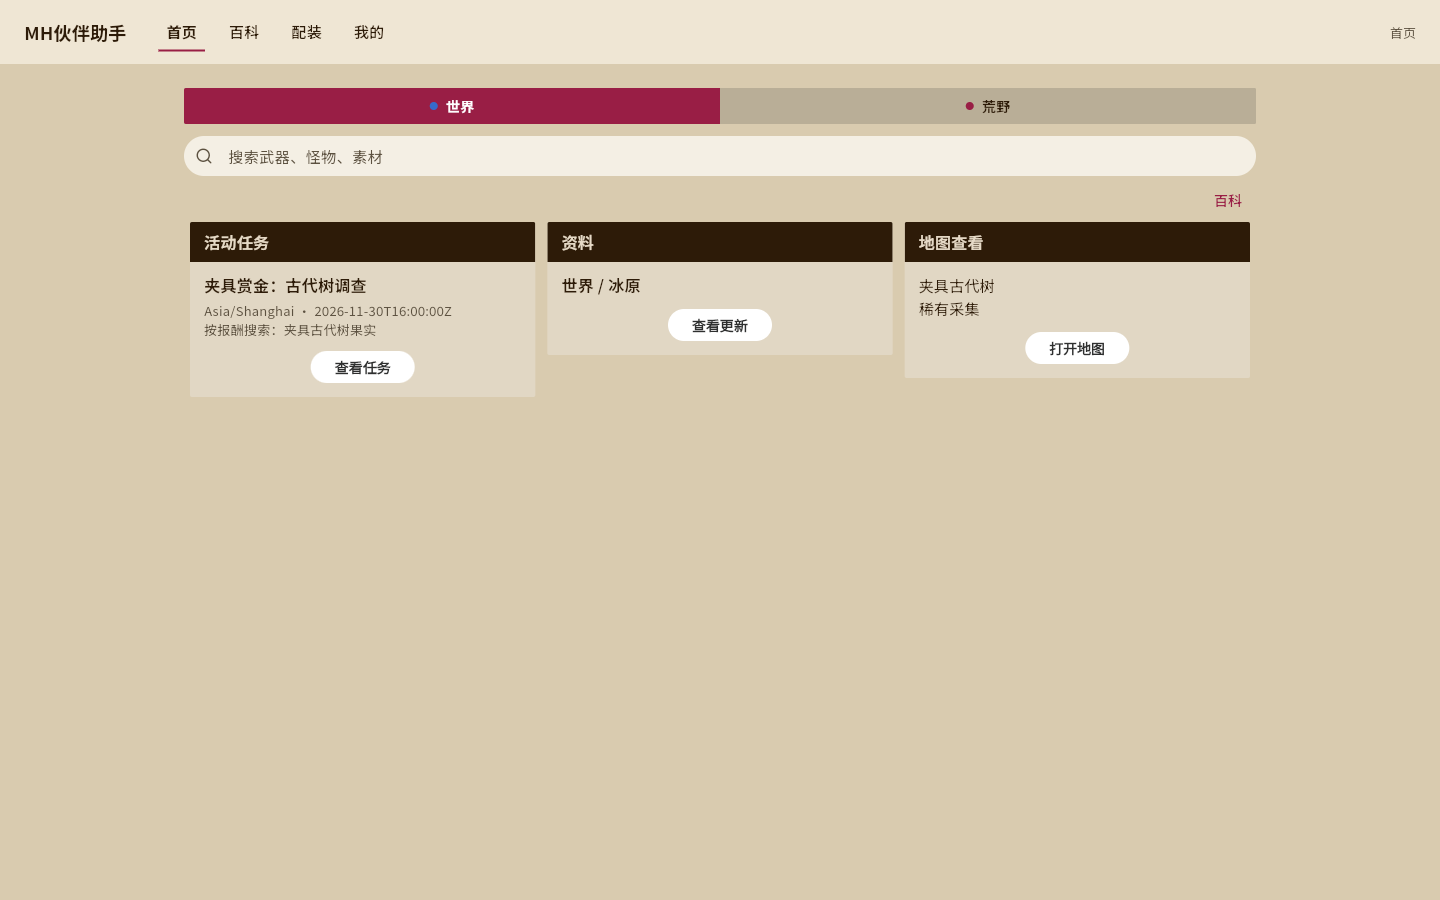 MH伙伴助手
首页
百科
配装
我的
首页
世界
荒野
搜索武器、怪物、素材
百科
活动任务
夹具赏金：古代树调查
Asia/Shanghai · 2026-11-30T16:00:00Z
按报酬搜索：夹具古代树果实
查看任务
资料
世界 / 冰原
查看更新
地图查看
夹具古代树
稀有采集
打开地图